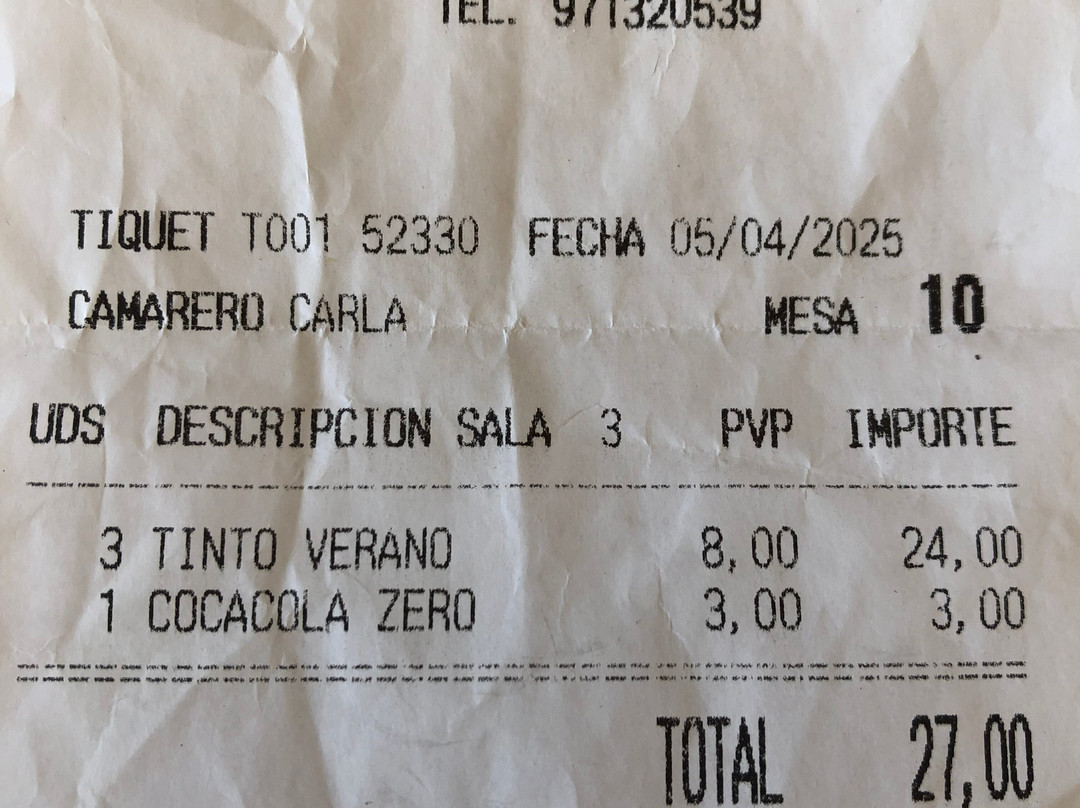 TEL. 971320539
TIQUET T001 52330 FECHA 05/04/2025
CAMARERO CARLA MESA 10
UDS DESCRIPCION SALA 3 PVP IMPORTE
3 TINTO VERANO 8,00 24,00
1 COCACOLA ZERO 3,00 3,00
TOTAL 27,00